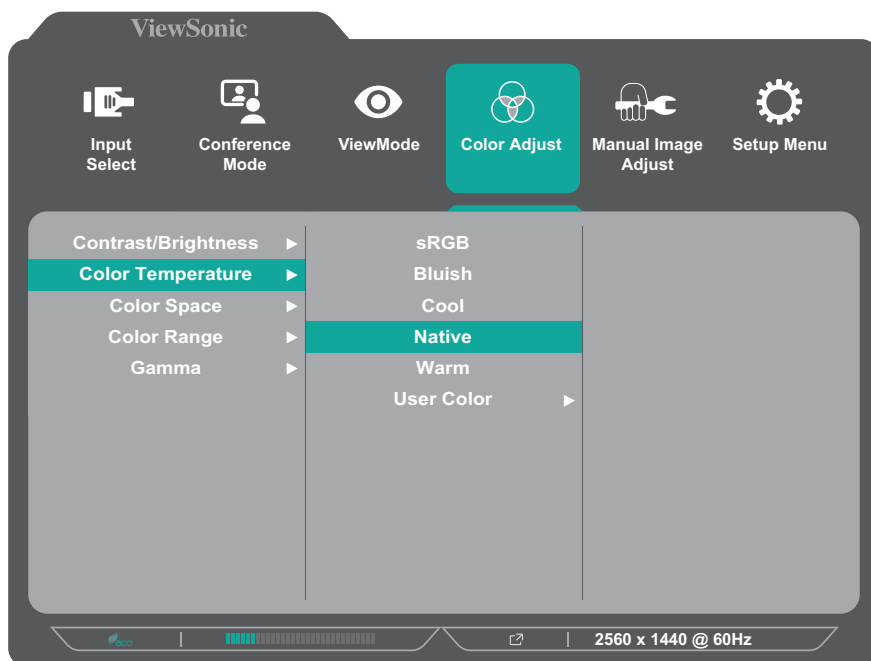 ViewSonic
Input
Select
Conference
Mode
ViewMode
Color Adjust
Manual Image
Adjust
Setup Menu
Contrast/Brightness
Color Temperature
Color Space
Color Range
Gamma
sRGB
Bluish
Cool
Native
Warm
User Color
eco
2560 x 1440 @ 60Hz